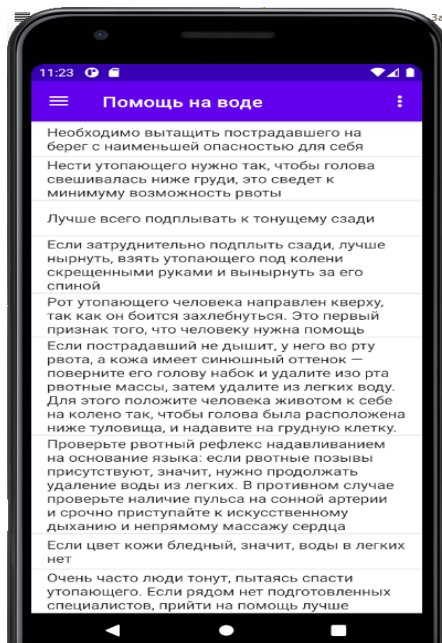 За
11:23
Помощь на воде
Необходимо вытащить пострадавшего на
берег с наименьшей опасностью для себя
Нести утопающего нужно так, чтобы голова
свешивалась ниже груди, это сведет к
минимуму возможность рвоты
Лучше всего подплывать к тонущему сзади
Если затруднительно подплыть сзади, лучше
нырнуть, взять утопающего под колени
скрещенными руками и вынырнуть за его
спиной
Рот утопающего человека направлен кверху,
так как он боится захлебнуться. Это первый
признак того, что человеку нужна помощь
Если пострадавший не дышит, у него во рту
рвота, а кожа имеет синюшный оттенок —
поверните его голову набок и удалите изо рта
рвотные массы, затем удалите из легких воду.
Для этого положите человека животом к себе
на колено так, чтобы голова была расположена
ниже туловища, и надавите на грудную клетку.
Проверьте рвотный рефлекс надавливанием
на основание языка: если рвотные позывы
присутствуют, значит, нужно продолжать
удаление воды из легких. В противном случае
проверьте наличие пульса на сонной артерии
и срочно приступайте к искусственному
дыханию и непрямому массажу сердца
Если цвет кожи бледный, значит, воды в легких
нет
Очень часто люди тонут, пытаясь спасти
утопающего. Если рядом нет подготовленных
специалистов, прийти на помощь лучше